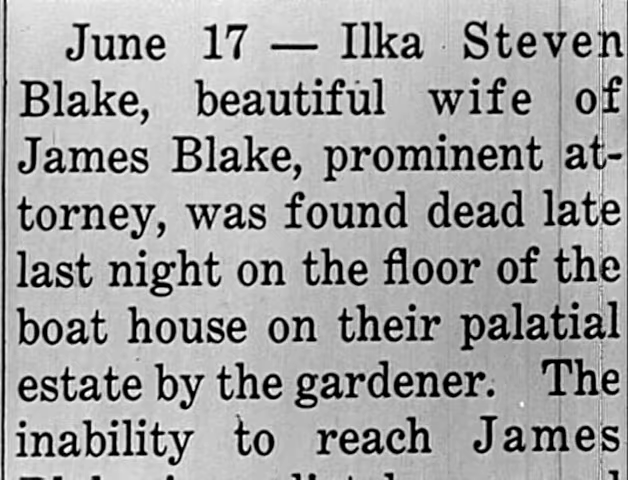 June 17 — Ilka Steven
Blake, beautiful wife of
James Blake, prominent at-
torney, was found dead late
last night on the floor of the
boat house on their palatial
estate by the gardener. The
inability to reach James